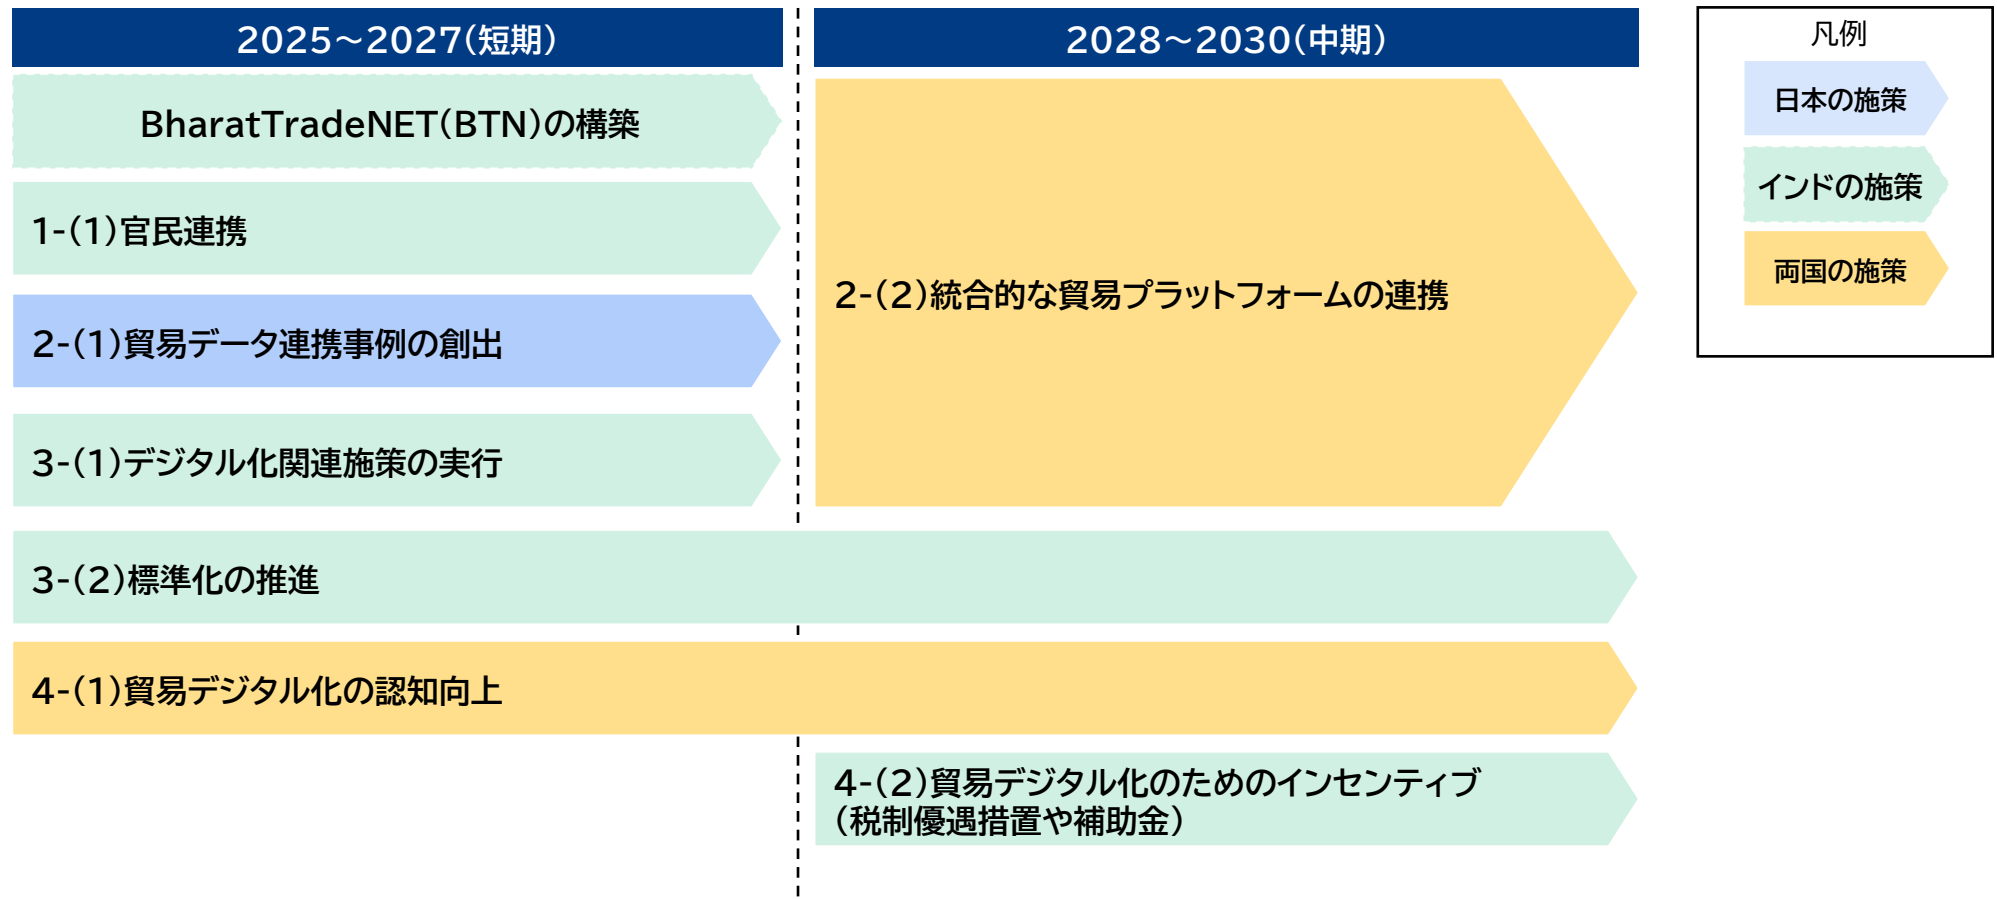 2025～2027(短期)
2028～2030(中期)
BharatTradeNET(BTN)の構築
1-(1)官民連携
2-(1)貿易データ連携事例の創出
3-(1)デジタル化関連施策の実行
2-(2)統合的な貿易プラットフォームの連携
3-(2)標準化の推進
4-(1)貿易デジタル化の認知向上
4-(2)貿易デジタル化のためのインセンティブ
(税制優遇措置や補助金)
凡例
日本の施策
インドの施策
両国の施策